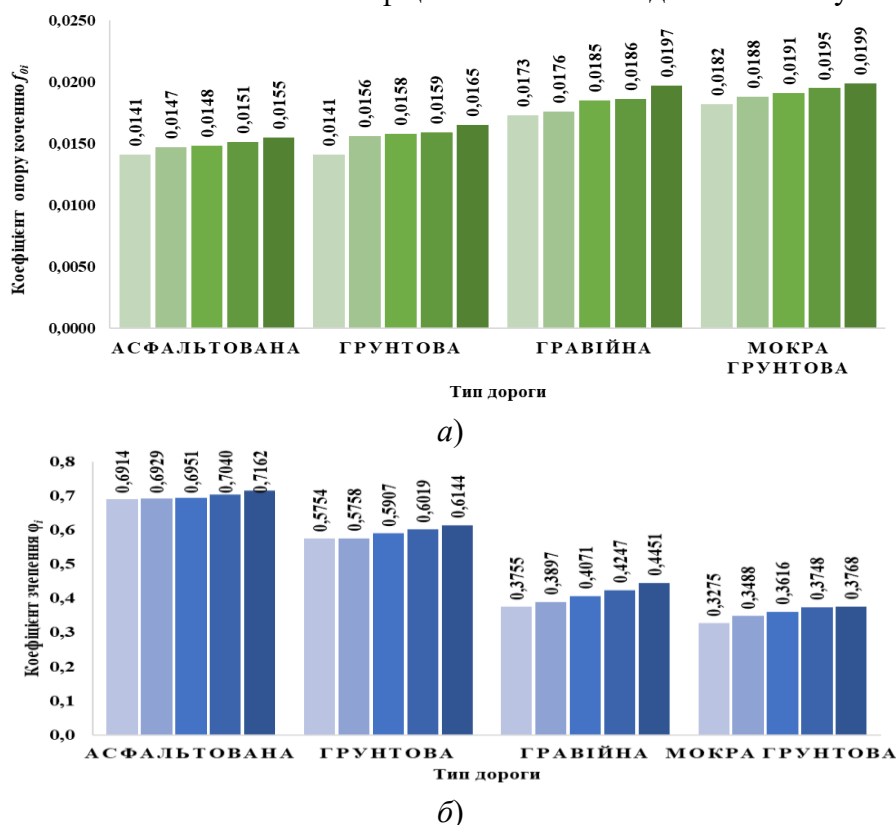 Коефіцієнт опору коченню f0i
0,0250
0,0200
0,0150
0,0100
0,0050
0,0000
0,0141 0,0147 0,0148 0,0151 0,0155
0,0141 0,0156 0,0158 0,0159 0,0165
0,0173 0,0176 0,0185 0,0186 0,0197
0,0182 0,0188 0,0191 0,0195 0,0199
АСФАЛЬТОВАНА ГРУНТОВА ГРАВІЙНА МОКРА
ГРУНТОВА
Тип дороги
а)
Коефіцієнт зчепення φi
0,8
0,7
0,6
0,5
0,4
0,3
0,2
0,1
0,0
0,6914 0,6929 0,6951 0,7040 0,7162
0,5754 0,5758 0,5907 0,6019 0,6144
0,3755 0,3897 0,4071 0,4247 0,4451
0,3275 0,3488 0,3616 0,3748 0,3768
АСФАЛЬТОВАНА ГРУНТОВА ГРАВІЙНА МОКРА ГРУНТОВА
Тип дороги
б)